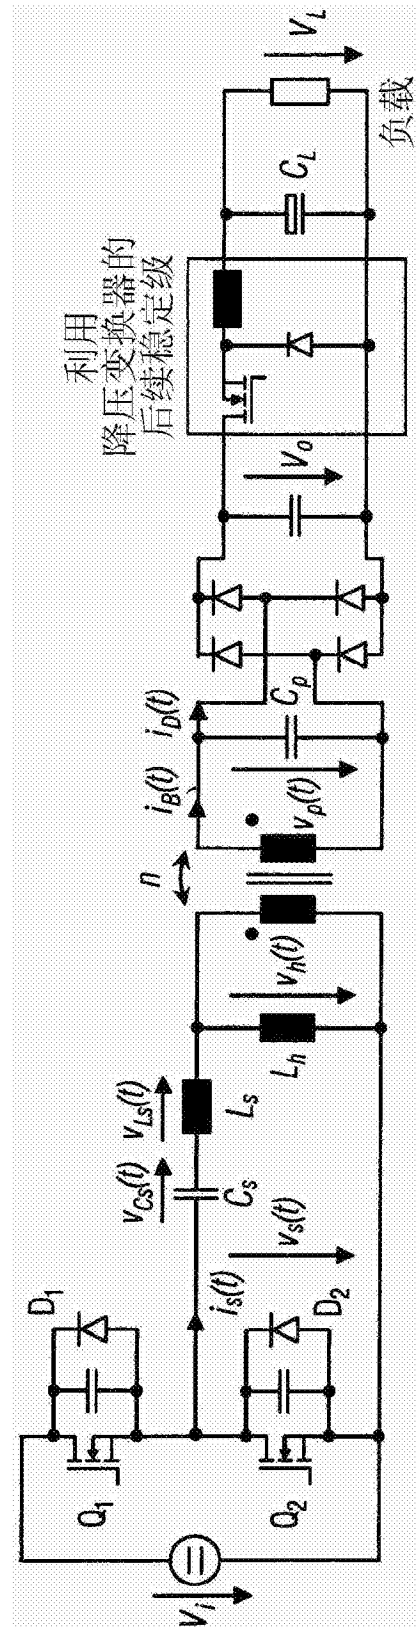 V_i
Q_1
D_1
Q_2
D_2
i_s(t)
v_s(t)
v_Cs(t)
C_s
v_Ls(t)
L_s
L_h
v_h(t)
n
v_p(t)
i_B(t)
i_D(t)
C_p
V_o
利用
降压变换器的
后续稳定级
C_L
V_L
负载